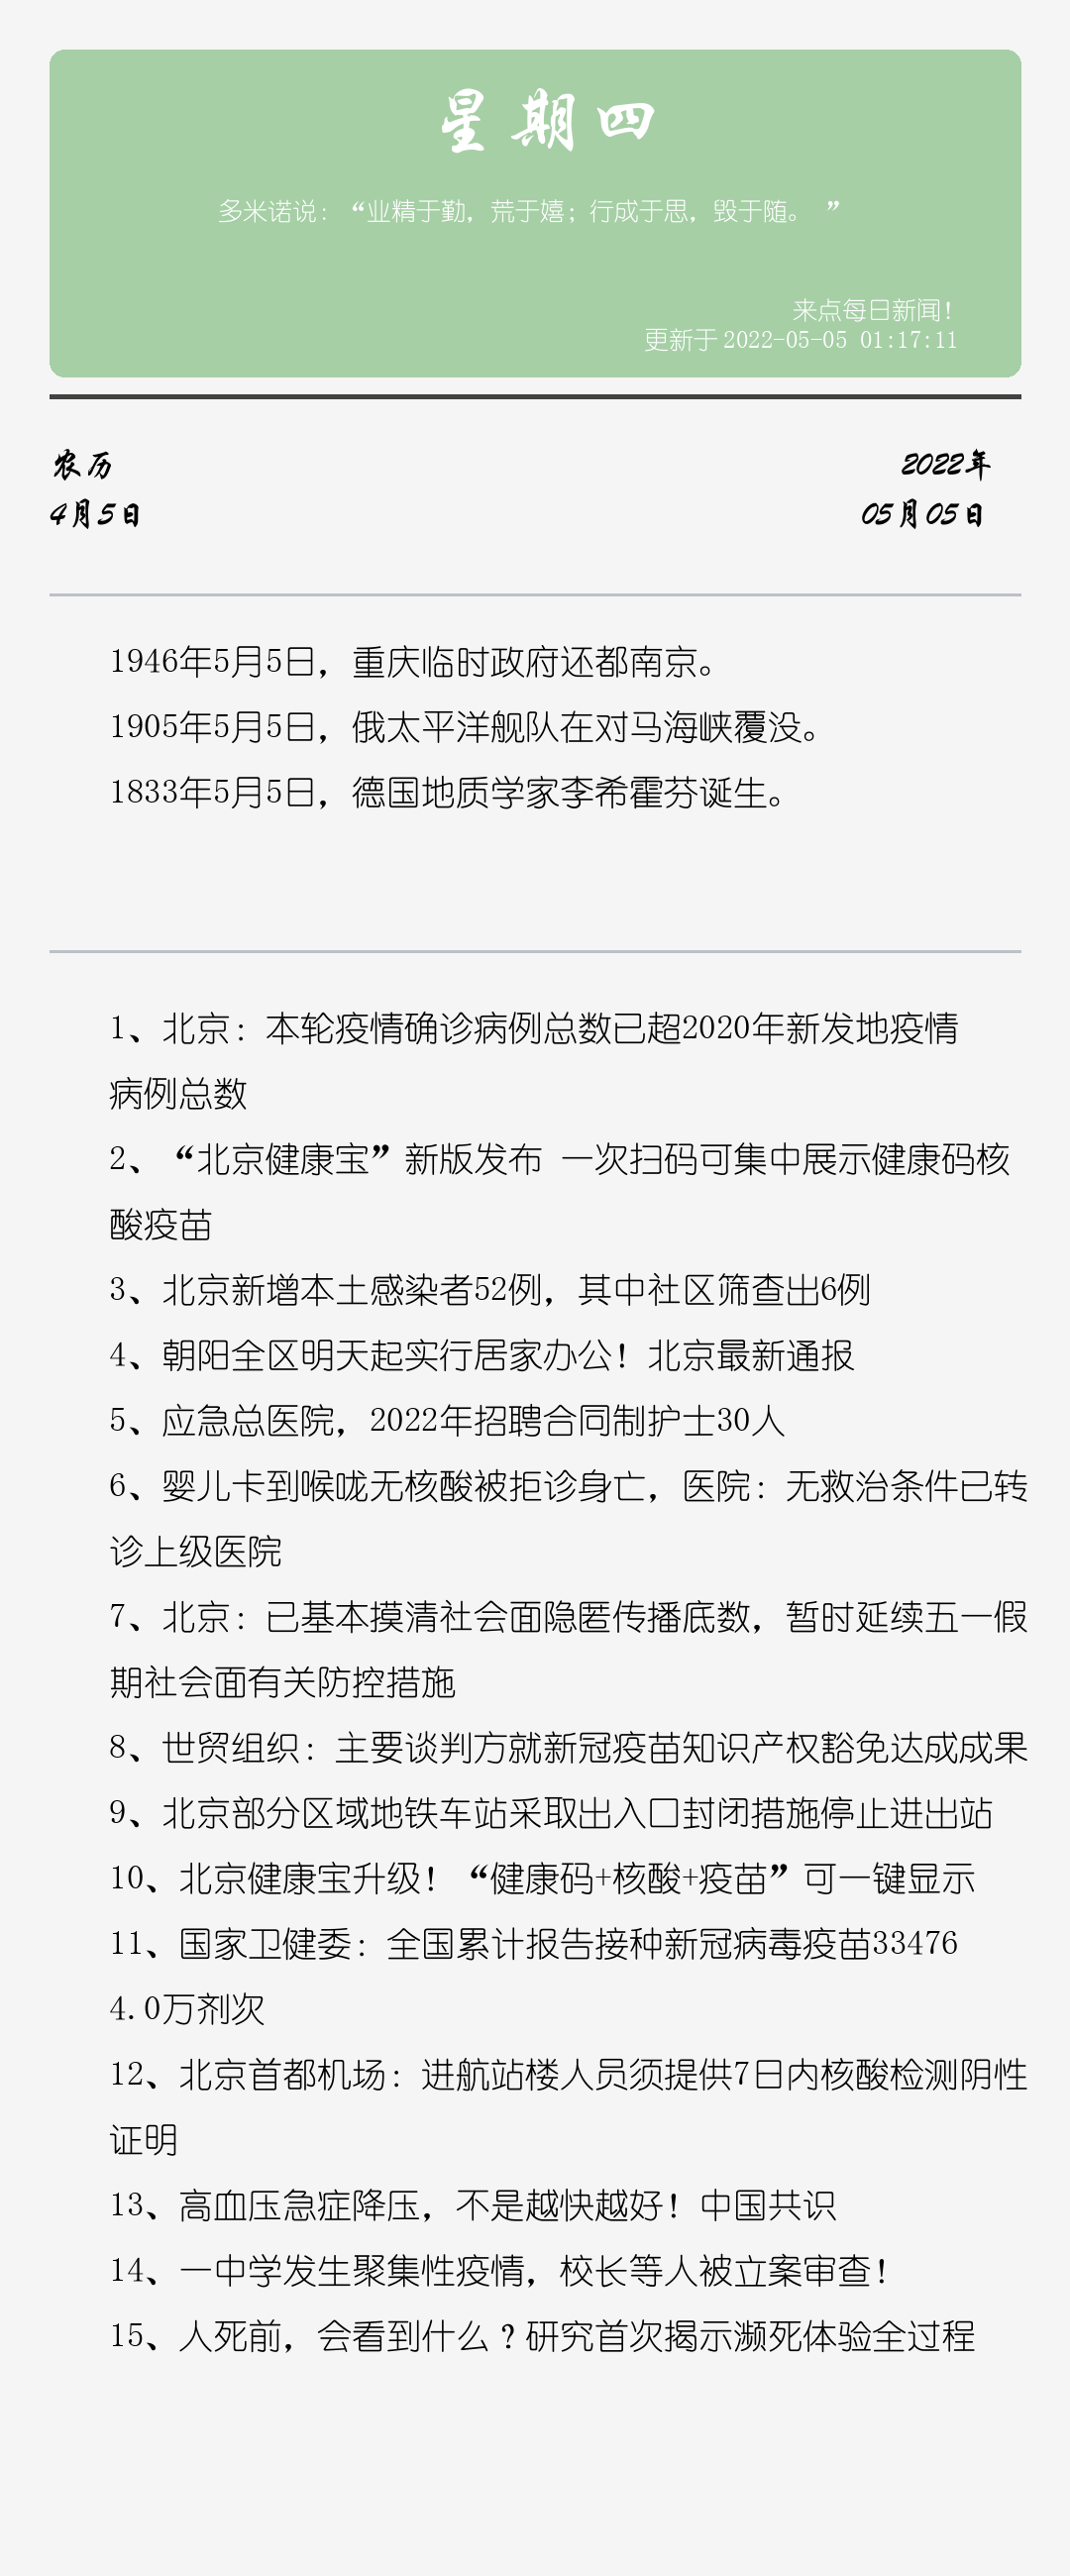 星期四
多米诺说：“业精于勤，荒于嬉；行成于思，毁于随。 ”
来点每日新闻！
更新于 2022-05-05 01:17:11
农历
2022年
4月5日
05月05日
1946年5月5日，重庆临时政府还都南京。
1905年5月5日，俄太平洋舰队在对马海峡覆没。
1833年5月5日，德国地质学家李希霍芬诞生。
1、北京：本轮疫情确诊病例总数已超2020年新发地疫情
病例总数
2、“北京健康宝”新版发布 一次扫码可集中展示健康码核
酸疫苗
3、北京新增本土感染者52例，其中社区筛查出6例
4、朝阳全区明天起实行居家办公！北京最新通报
5、应急总医院，2022年招聘合同制护士30人
6、婴儿卡到喉咙无核酸被拒诊身亡，医院：无救治条件已转
诊上级医院
7、北京：已基本摸清社会面隐匿传播底数，暂时延续五一假
期社会面有关防控措施
8、世贸组织：主要谈判方就新冠疫苗知识产权豁免达成成果
9、北京部分区域地铁车站采取出入口封闭措施停止进出站
10、北京健康宝升级！“健康码+核酸+疫苗”可一键显示
11、国家卫健委：全国累计报告接种新冠病毒疫苗33476
4.0万剂次
12、北京首都机场：进航站楼人员须提供7日内核酸检测阴性
证明
13、高血压急症降压，不是越快越好！中国共识
14、一中学发生聚集性疫情，校长等人被立案审查！
15、人死前，会看到什么？研究首次揭示濒死体验全过程